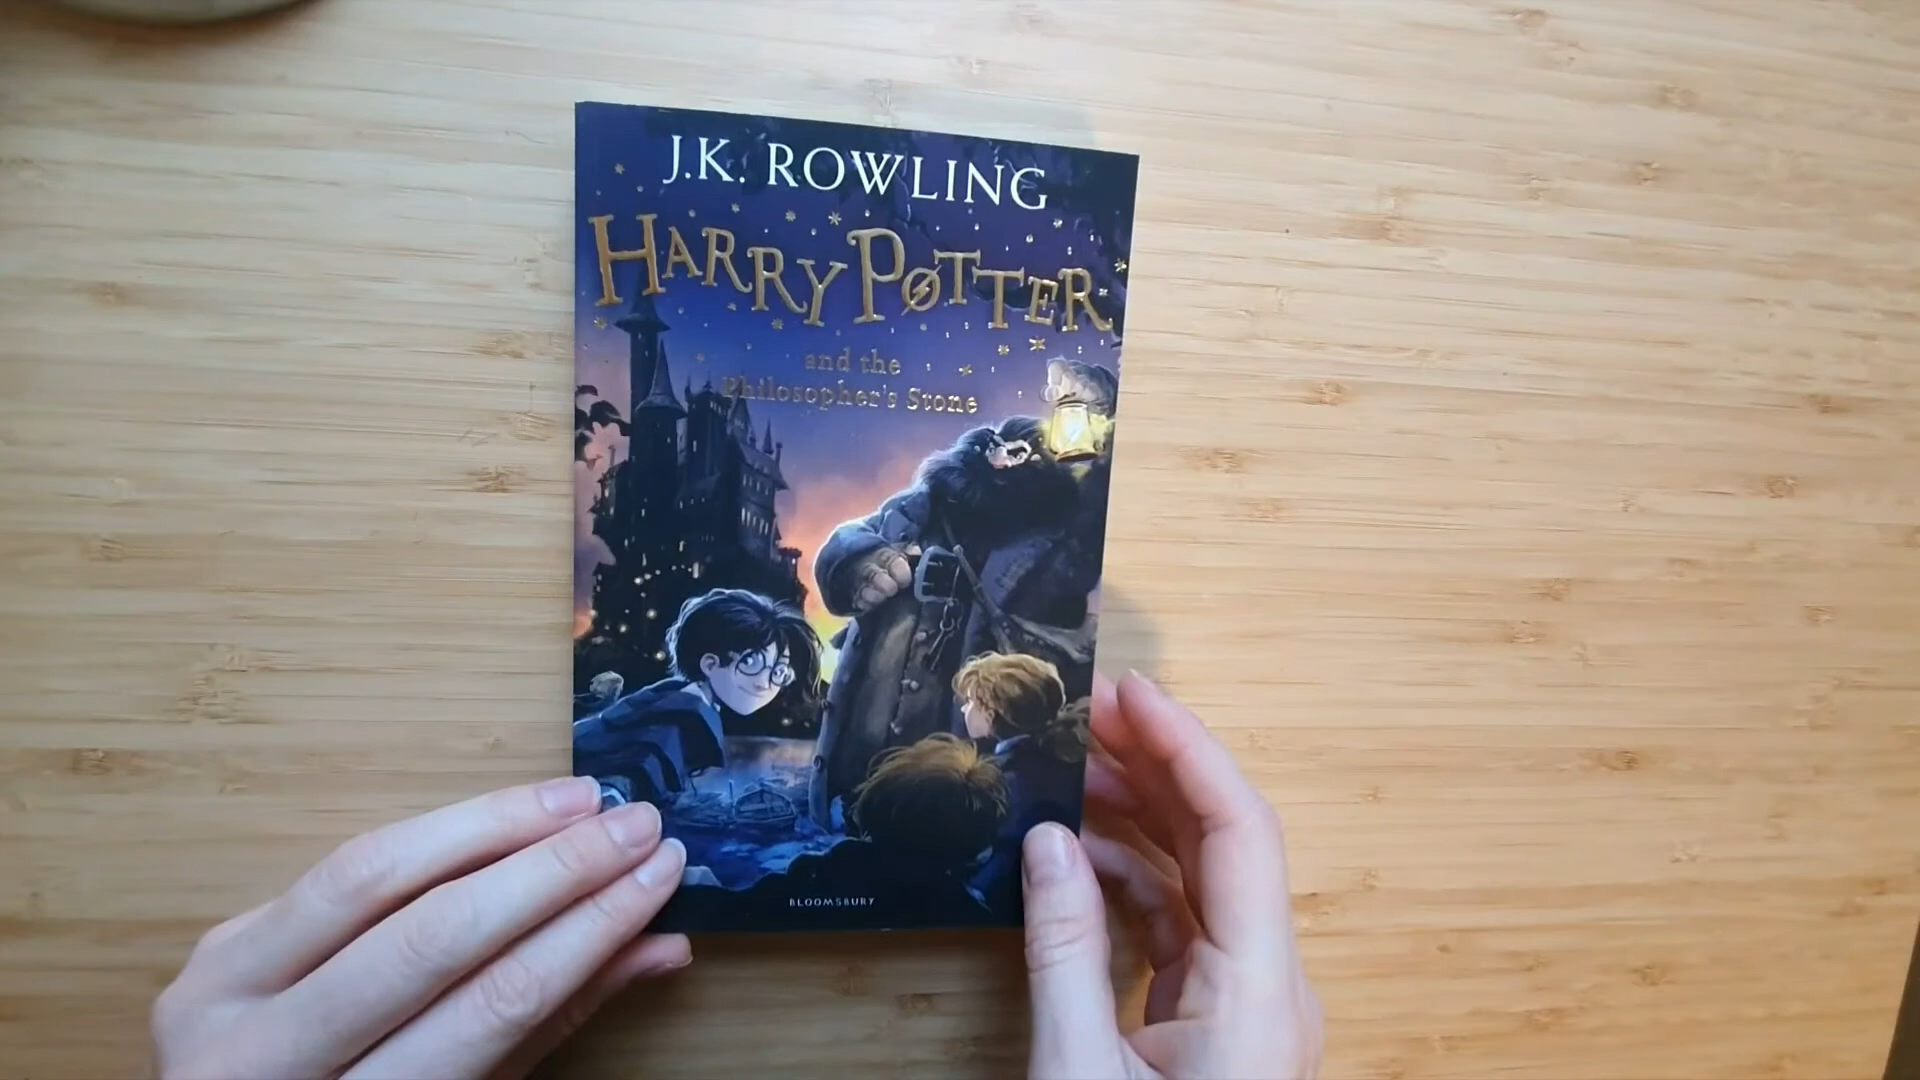 J.K. ROWLING
HARRY POTTER
and the
Philosopher's Stone
BLOOMSBURY